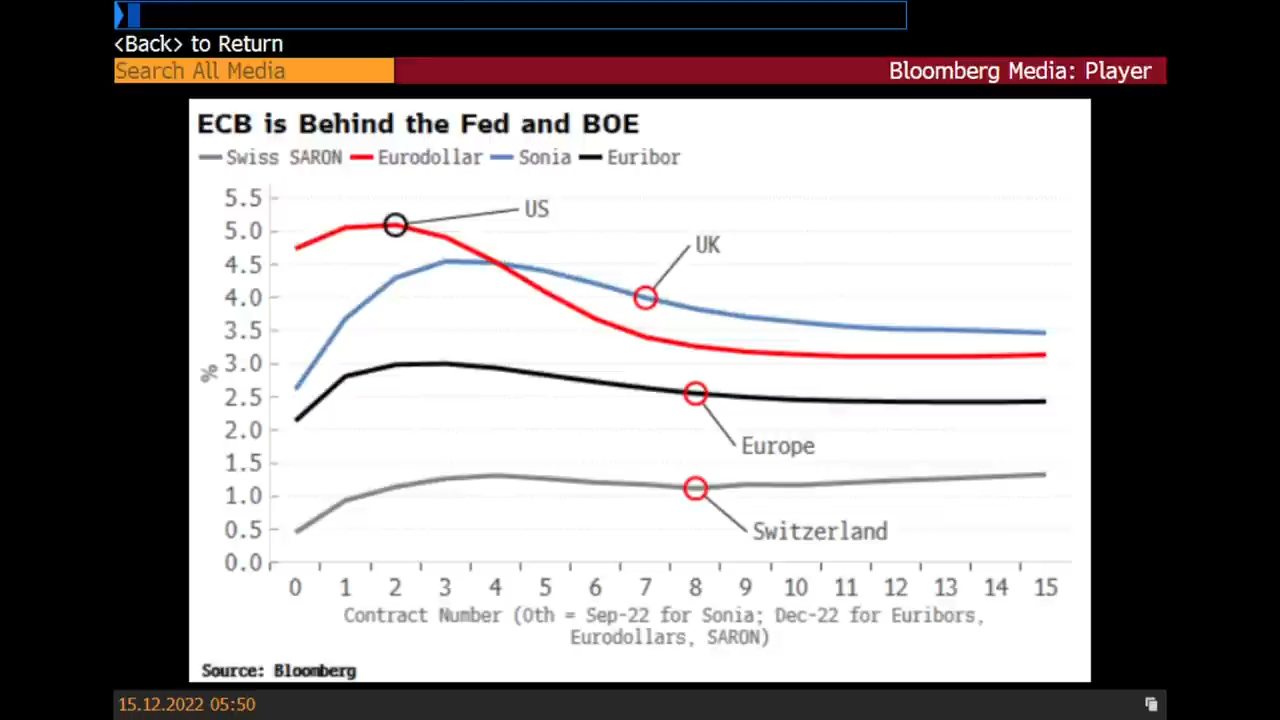 <Back> to Return
Search All Media
Bloomberg Media: Player
ECB is Behind the Fed and BOE
Swiss SARON Eurodollar Sonia Euribor
US
UK
Europe
Switzerland
%
5.5
5.0
4.5
4.0
3.5
3.0
2.5
2.0
1.5
1.0
0.5
0.0
0 1 2 3 4 5 6 7 8 9 10 11 12 13 14 15
Contract Number (0th = Sep-22 for Sonia; Dec-22 for Euribors,
Eurodollars, SARON)
Source: Bloomberg
15.12.2022 05:50